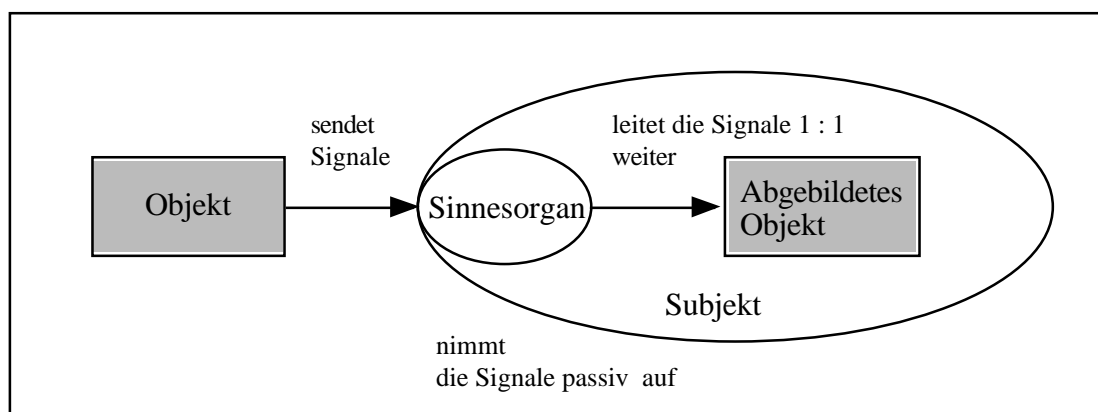 sendet
Signale
leitet die Signale 1 : 1
weiter
Objekt
Sinnesorgan
Abgebildetes
Objekt
Subjekt
nimmt
die Signale passiv auf